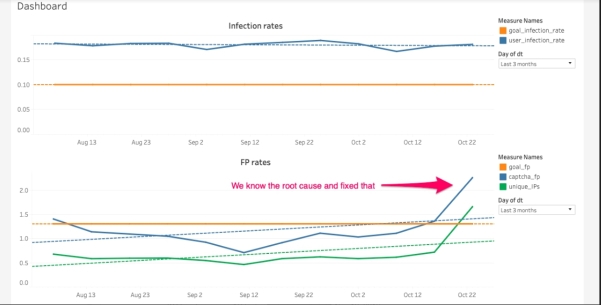 Dashboard
Infection rates
0.15
0.10
0.05
0.00
Aug 13 Aug 23 Sep 2 Sep 12 Sep 22 Oct 2 Oct 12 Oct 22
Measure Names
goal_infection_rate
user_infection_rate
Day of dt
Last 3 months
FP rates
We know the root cause and fixed that
2.0
1.5
1.0
0.5
0.0
Aug 13 Aug 23 Sep 2 Sep 12 Sep 22 Oct 2 Oct 12 Oct 22
Measure Names
goal_fp
captcha_fp
unique_IPs
Day of dt
Last 3 months